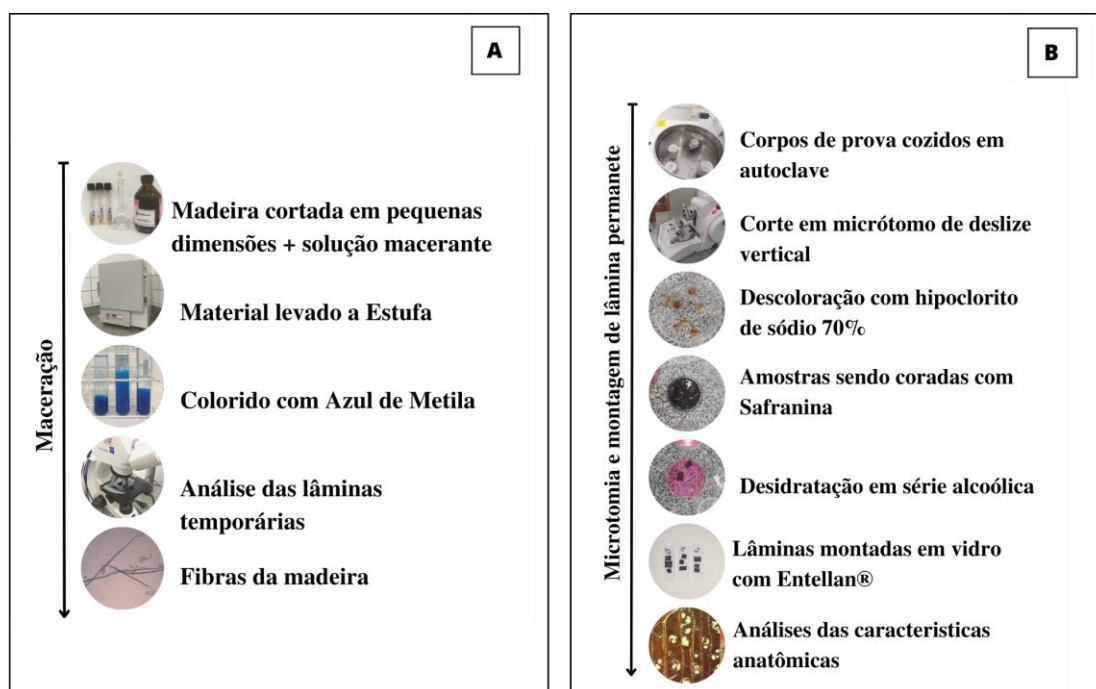 A
Maceração
Madeira cortada em pequenas
dimensões + solução macerante
Material levado a Estufa
Colorido com Azul de Metila
Análise das lâminas
temporárias
Fibras da madeira
B
Microtomia e montagem de lâmina permanete
Corpos de prova cozidos em
autoclave
Corte em micrótomo de deslize
vertical
Descoloração com hipoclorito
de sódio 70%
Amostras sendo coradas com
Safranina
Desidratação em série alcoólica
Lâminas montadas em vidro
com Entellan®
Análises das caracteristicas
anatômicas